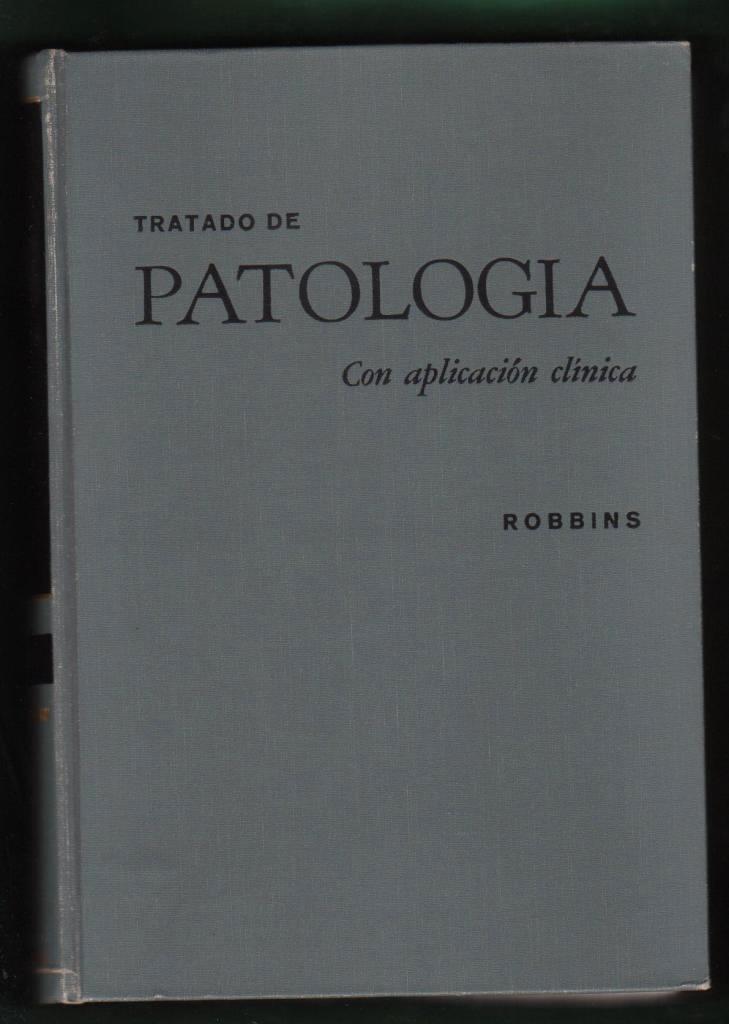 TRATADO DE
PATOLOGIA
Con aplicación clínica
ROBBINS